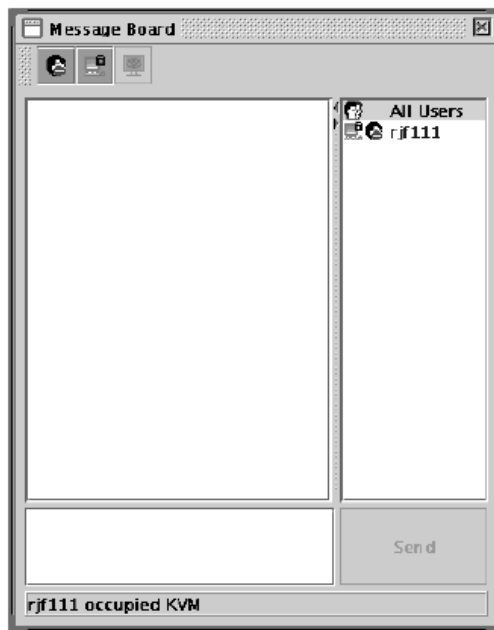 Message Board
All Users
rjf111
Send
rjf111 occupied KVM